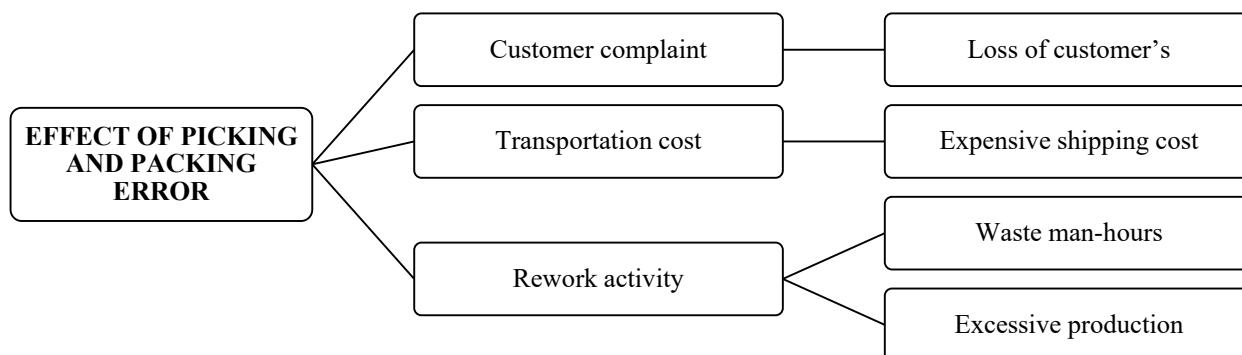 EFFECT OF PICKING
AND PACKING
ERROR
Customer complaint
Loss of customer’s
Transportation cost
Expensive shipping cost
Rework activity
Waste man-hours
Excessive production